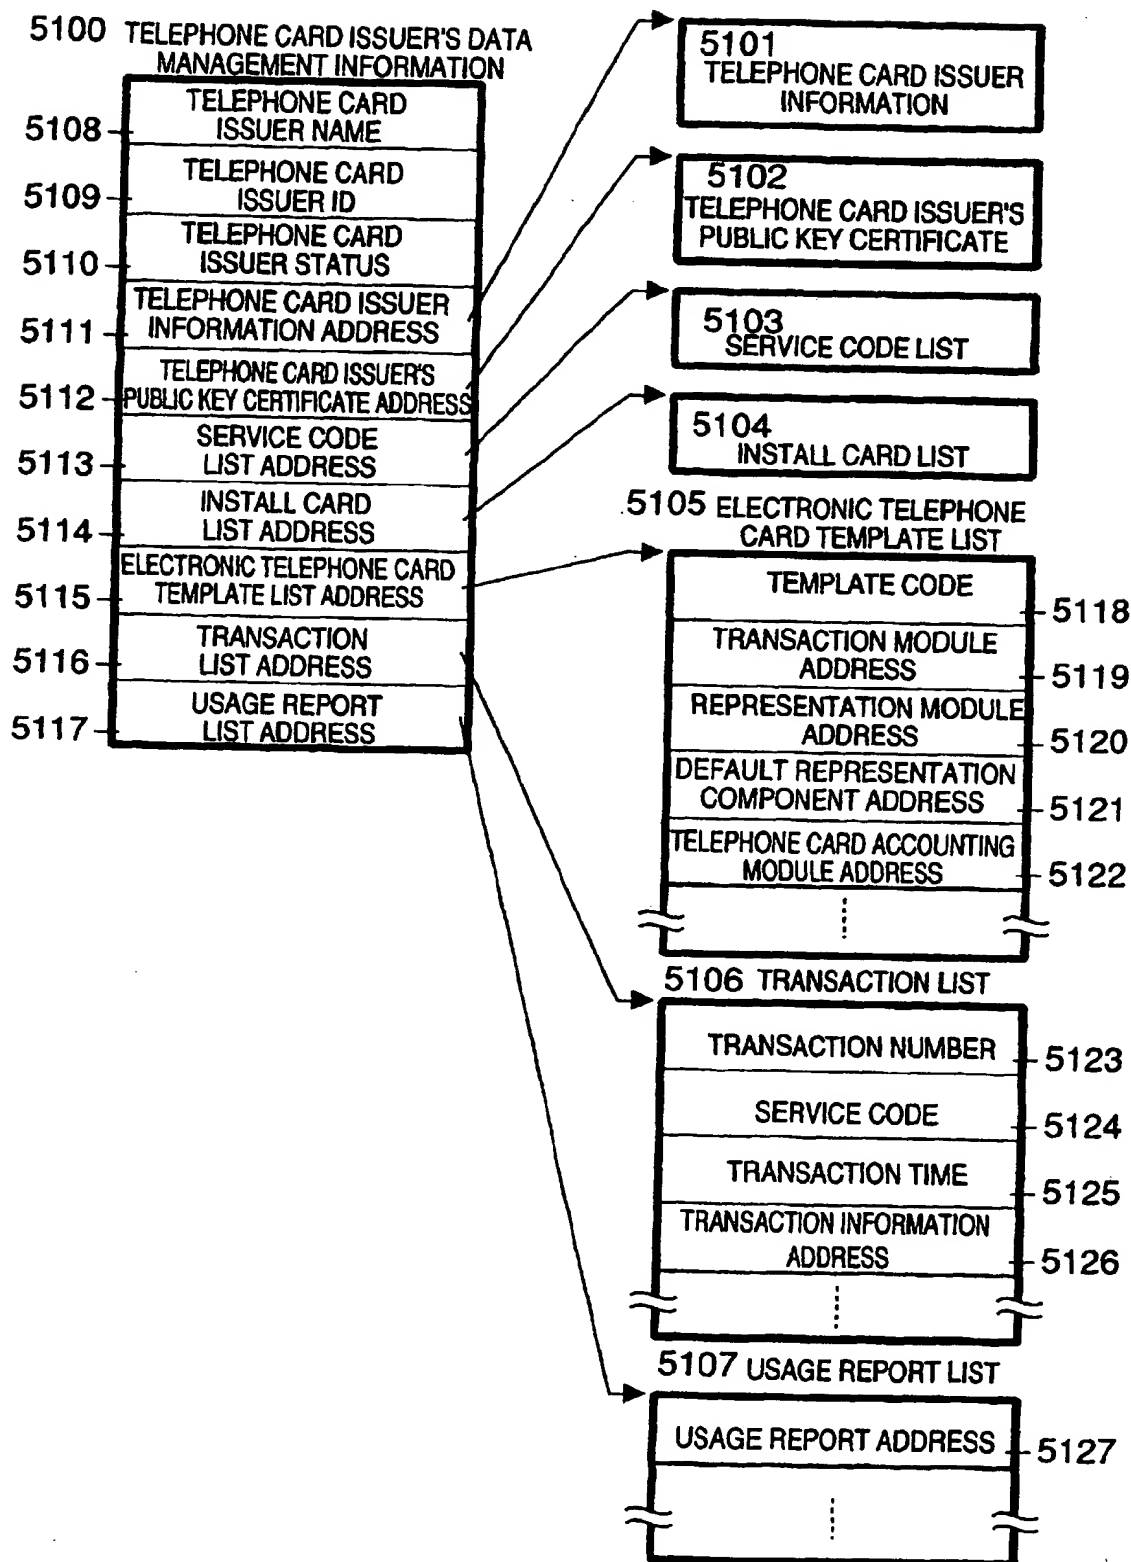 5100 TELEPHONE CARD ISSUER'S DATA
MANAGEMENT INFORMATION
TELEPHONE CARD
ISSUER NAME
5108
TELEPHONE CARD
ISSUER ID
5109
TELEPHONE CARD
ISSUER STATUS
5110
TELEPHONE CARD ISSUER
INFORMATION ADDRESS
5111
TELEPHONE CARD ISSUER'S
PUBLIC KEY CERTIFICATE ADDRESS
5112
SERVICE CODE
LIST ADDRESS
5113
INSTALL CARD
LIST ADDRESS
5114
ELECTRONIC TELEPHONE CARD
TEMPLATE LIST ADDRESS
5115
TRANSACTION
LIST ADDRESS
5116
USAGE REPORT
LIST ADDRESS
5117
5101
TELEPHONE CARD ISSUER
INFORMATION
5102
TELEPHONE CARD ISSUER'S
PUBLIC KEY CERTIFICATE
5103
SERVICE CODE LIST
5104
INSTALL CARD LIST
5105 ELECTRONIC TELEPHONE
CARD TEMPLATE LIST
TEMPLATE CODE
5118
TRANSACTION MODULE
ADDRESS
5119
REPRESENTATION MODULE
ADDRESS
5120
DEFAULT REPRESENTATION
COMPONENT ADDRESS
5121
TELEPHONE CARD ACCOUNTING
MODULE ADDRESS
5122
5106 TRANSACTION LIST
TRANSACTION NUMBER
5123
SERVICE CODE
5124
TRANSACTION TIME
5125
TRANSACTION INFORMATION
ADDRESS
5126
5107 USAGE REPORT LIST
USAGE REPORT ADDRESS
5127